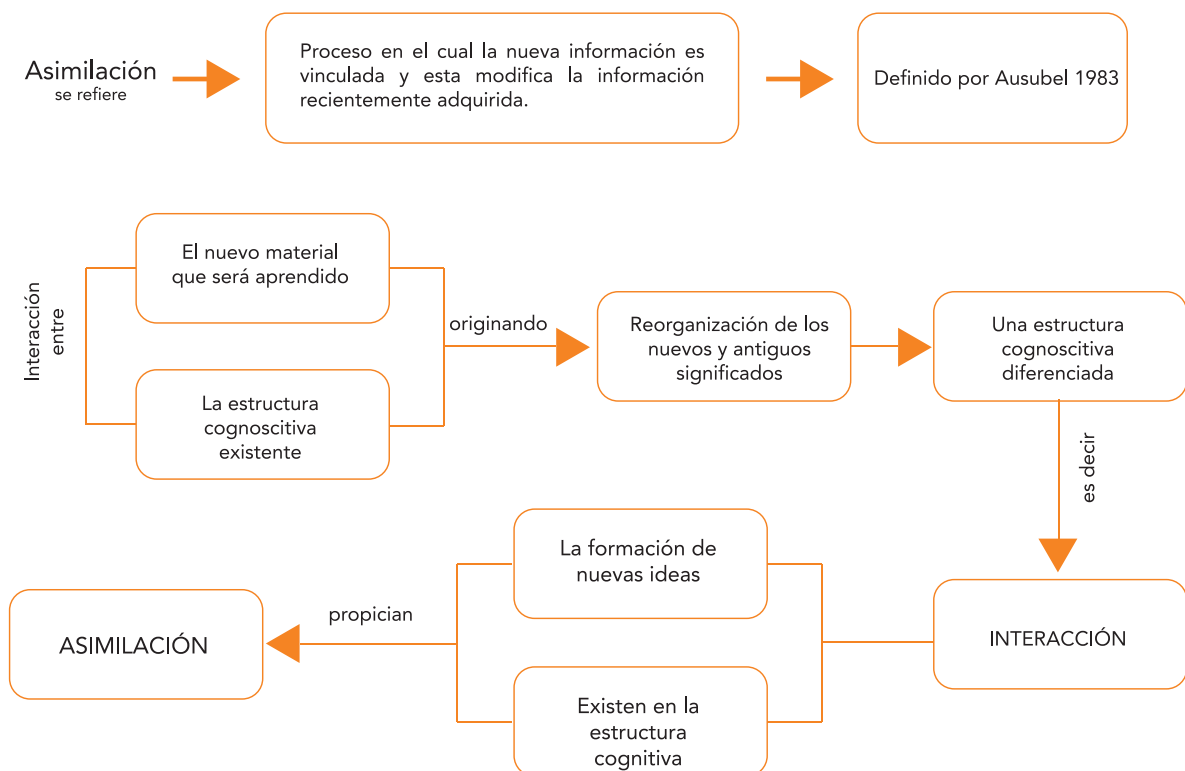 Asimilación
se refiere
Proceso en el cual la nueva información es
vinculada y esta modifica la información
recientemente adquirida.
Definido por Ausubel 1983
Interacción
entre
El nuevo material
que será aprendido
La estructura
cognoscitiva
existente
originando
Reorganización de los
nuevos y antiguos
significados
Una estructura
cognoscitiva
diferenciada
es decir
INTERACCIÓN
La formación de
nuevas ideas
Existen en la
estructura
cognitiva
propician
ASIMILACIÓN